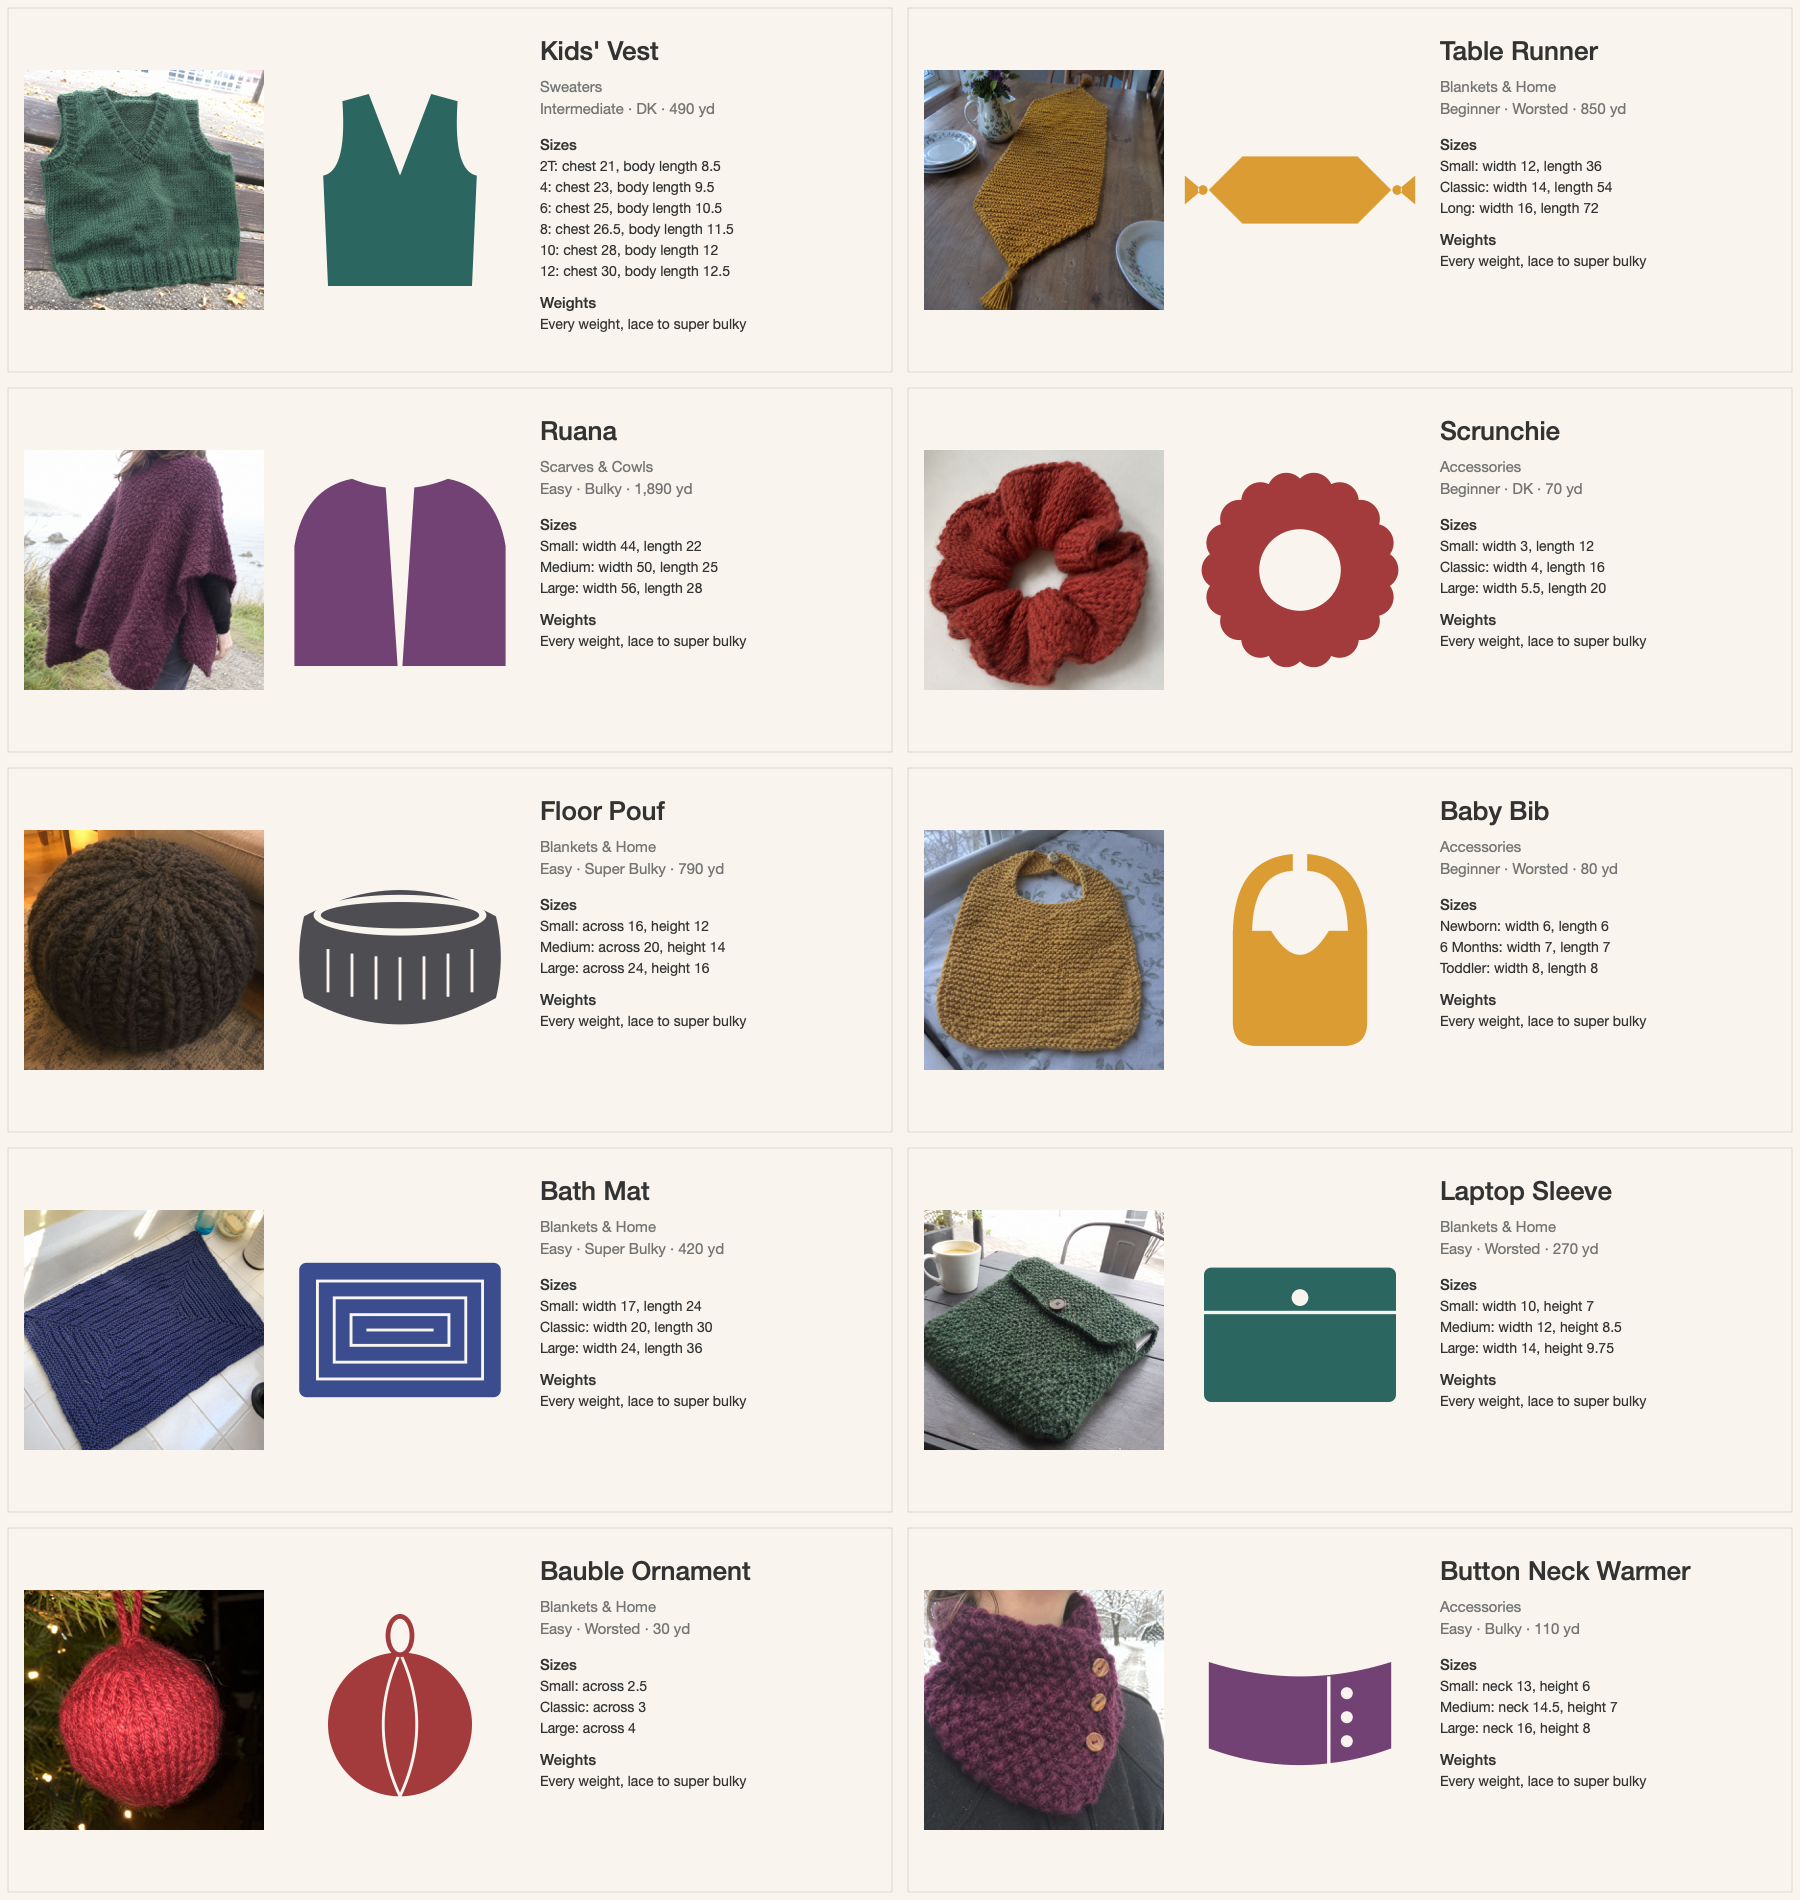 Kids' Vest
Sweaters
Intermediate · DK · 490 yd
Sizes
2T: chest 21, body length 8.5
4: chest 23, body length 9.5
6: chest 25, body length 10.5
8: chest 26.5, body length 11.5
10: chest 28, body length 12
12: chest 30, body length 12.5
Weights
Every weight, lace to super bulky
Table Runner
Blankets & Home
Beginner · Worsted · 850 yd
Sizes
Small: width 12, length 36
Classic: width 14, length 54
Long: width 16, length 72
Weights
Every weight, lace to super bulky
Ruana
Scarves & Cowls
Easy · Bulky · 1,890 yd
Sizes
Small: width 44, length 22
Medium: width 50, length 25
Large: width 56, length 28
Weights
Every weight, lace to super bulky
Scrunchie
Accessories
Beginner · DK · 70 yd
Sizes
Small: width 3, length 12
Classic: width 4, length 16
Large: width 5.5, length 20
Weights
Every weight, lace to super bulky
Floor Pouf
Blankets & Home
Easy · Super Bulky · 790 yd
Sizes
Small: across 16, height 12
Medium: across 20, height 14
Large: across 24, height 16
Weights
Every weight, lace to super bulky
Baby Bib
Accessories
Beginner · Worsted · 80 yd
Sizes
Newborn: width 6, length 6
6 Months: width 7, length 7
Toddler: width 8, length 8
Weights
Every weight, lace to super bulky
Bath Mat
Blankets & Home
Easy · Super Bulky · 420 yd
Sizes
Small: width 17, length 24
Classic: width 20, length 30
Large: width 24, length 36
Weights
Every weight, lace to super bulky
Laptop Sleeve
Blankets & Home
Easy · Worsted · 270 yd
Sizes
Small: width 10, height 7
Medium: width 12, height 8.5
Large: width 14, height 9.75
Weights
Every weight, lace to super bulky
Bauble Ornament
Blankets & Home
Easy · Worsted · 30 yd
Sizes
Small: across 2.5
Classic: across 3
Large: across 4
Weights
Every weight, lace to super bulky
Button Neck Warmer
Accessories
Easy · Bulky · 110 yd
Sizes
Small: neck 13, height 6
Medium: neck 14.5, height 7
Large: neck 16, height 8
Weights
Every weight, lace to super bulky